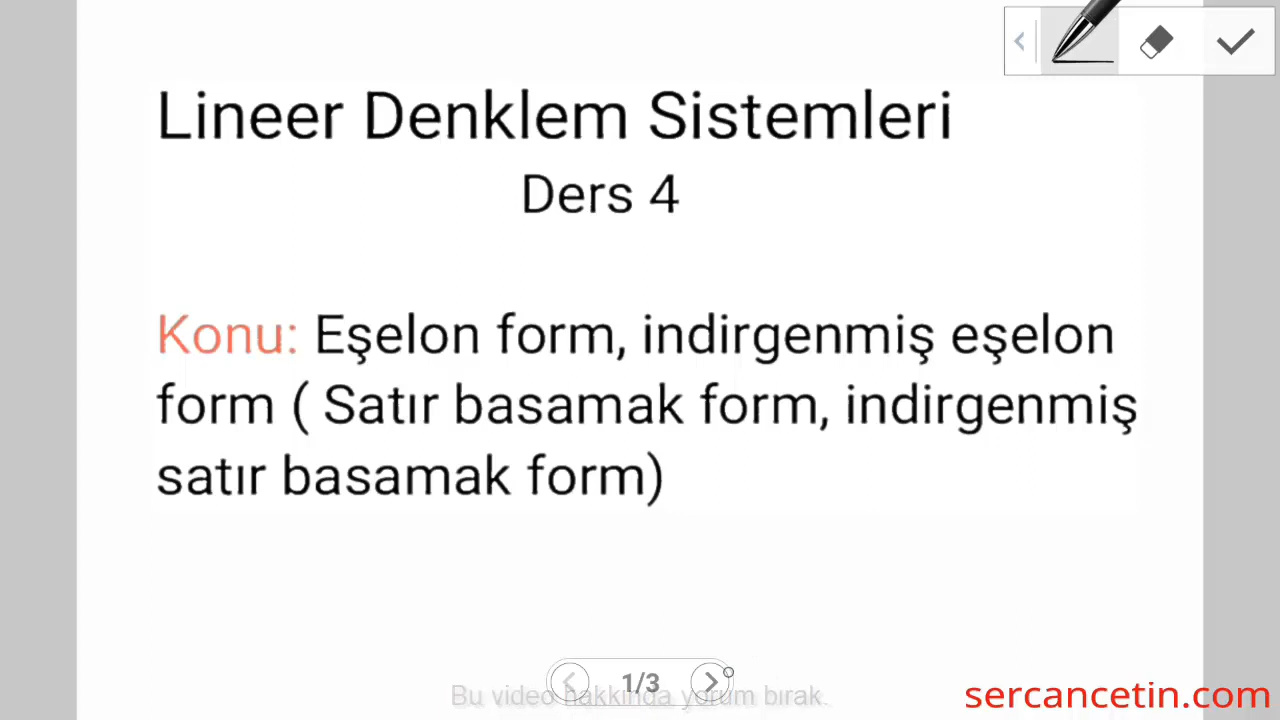 Lineer Denklem Sistemleri
Ders 4
Konu: Eşelon form, indirgenmiş eşelon
form ( Satır basamak form, indirgenmiş
satır basamak form)
1/3
Bu video hakkında yorum bırak.
sercancetin.com